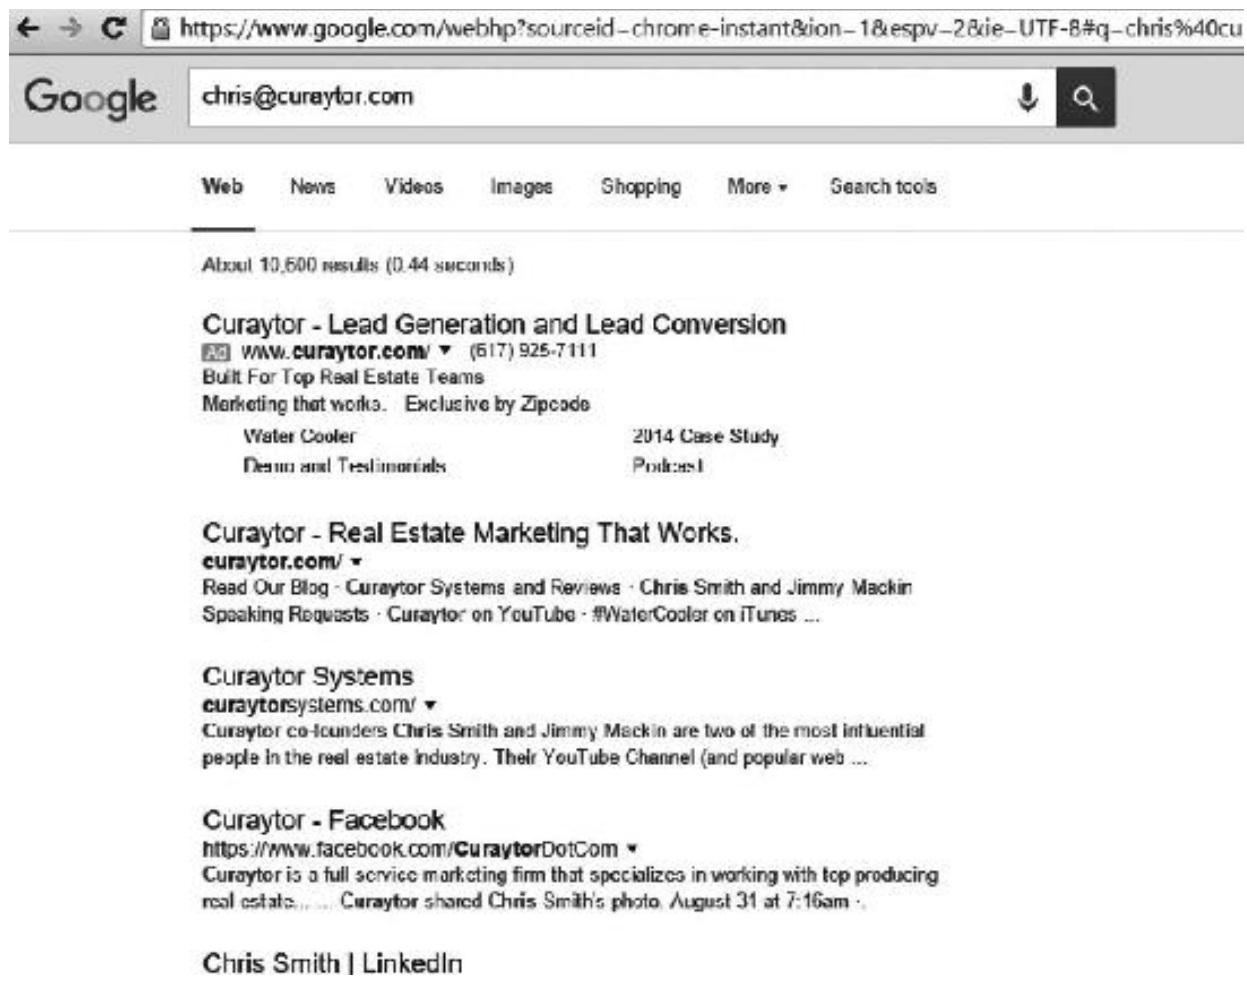 https://www.google.com/webhp?sourceid=chrome-instant&ion=1&espv=2&ie=UTF-8#q=chris%40cu
Google
chris@curaytor.com
Web News Videos Images Shopping More Search tools
About 10,600 results (0.44 seconds)
Curaytor - Lead Generation and Lead Conversion
Ad www.curaytor.com/ (617) 925-7111
Built For Top Real Estate Teams
Marketing that works. Exclusive by Zipcode
Water Cooler 2014 Case Study
Demo and Testimonials Podcast
Curaytor - Real Estate Marketing That Works.
curaytor.com/
Read Our Blog - Curaytor Systems and Reviews · Chris Smith and Jimmy Mackin
Speaking Requests · Curaytor on YouTube · #WaterCooler on iTunes ...
Curaytor Systems
curaytorsystems.com/
Curaytor co-founders Chris Smith and Jimmy Mackin are two of the most influential
people in the real estate industry. Their YouTube Channel (and popular web ...
Curaytor - Facebook
https://www.facebook.com/CuraytorDotCom
Curaytor is a full service marketing firm that specializes in working with top producing
real estate... ... Curaytor shared Chris Smith's photo. August 31 at 7:16am ·.
Chris Smith | LinkedIn